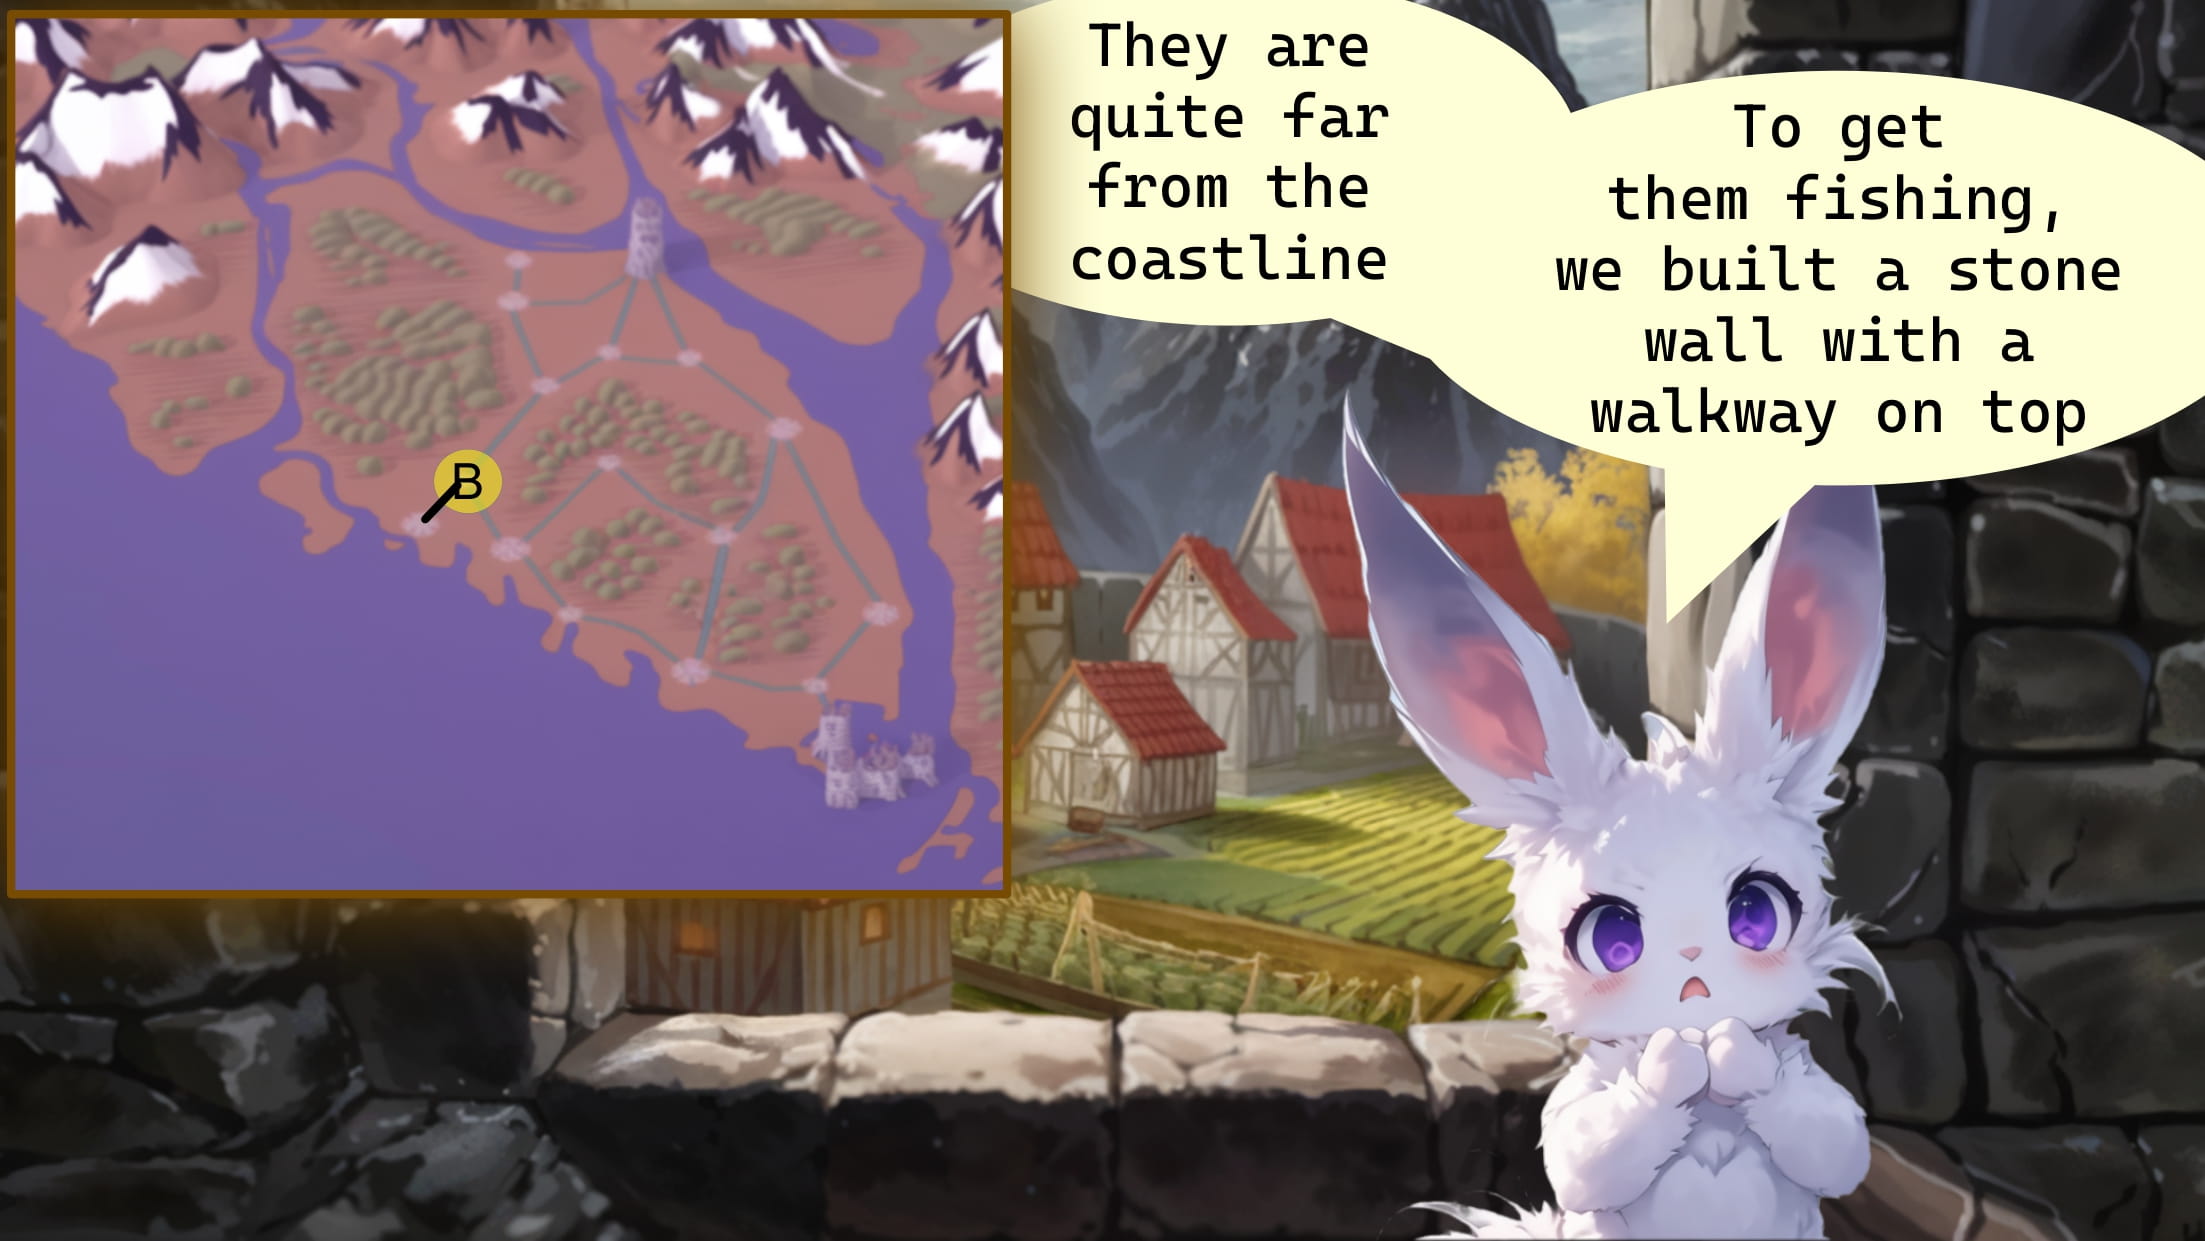 They are
quite far
from the
coastline
To get
them fishing,
we built a stone
wall with a
walkway on top
B